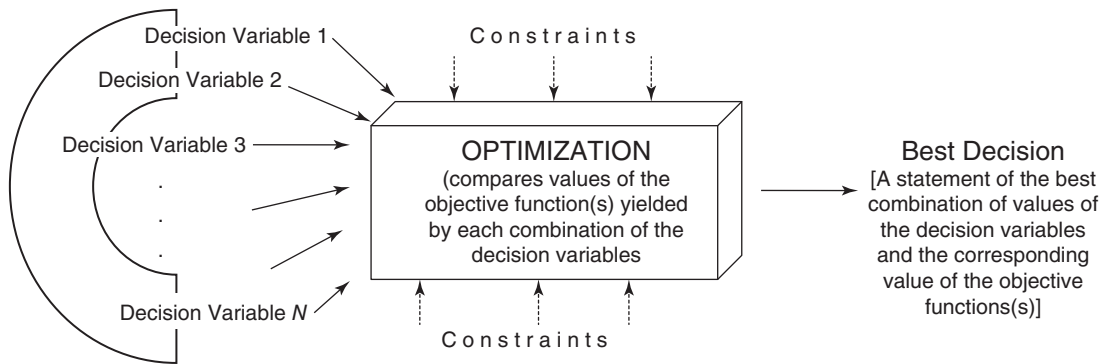 Decision Variable 1
Decision Variable 2
Decision Variable 3
.
.
.
Decision Variable N
Constraints
OPTIMIZATION
(compares values of the
objective function(s) yielded
by each combination of the
decision variables
Constraints
Best Decision
[A statement of the best
combination of values of
the decision variables
and the corresponding
value of the objective
functions(s)]